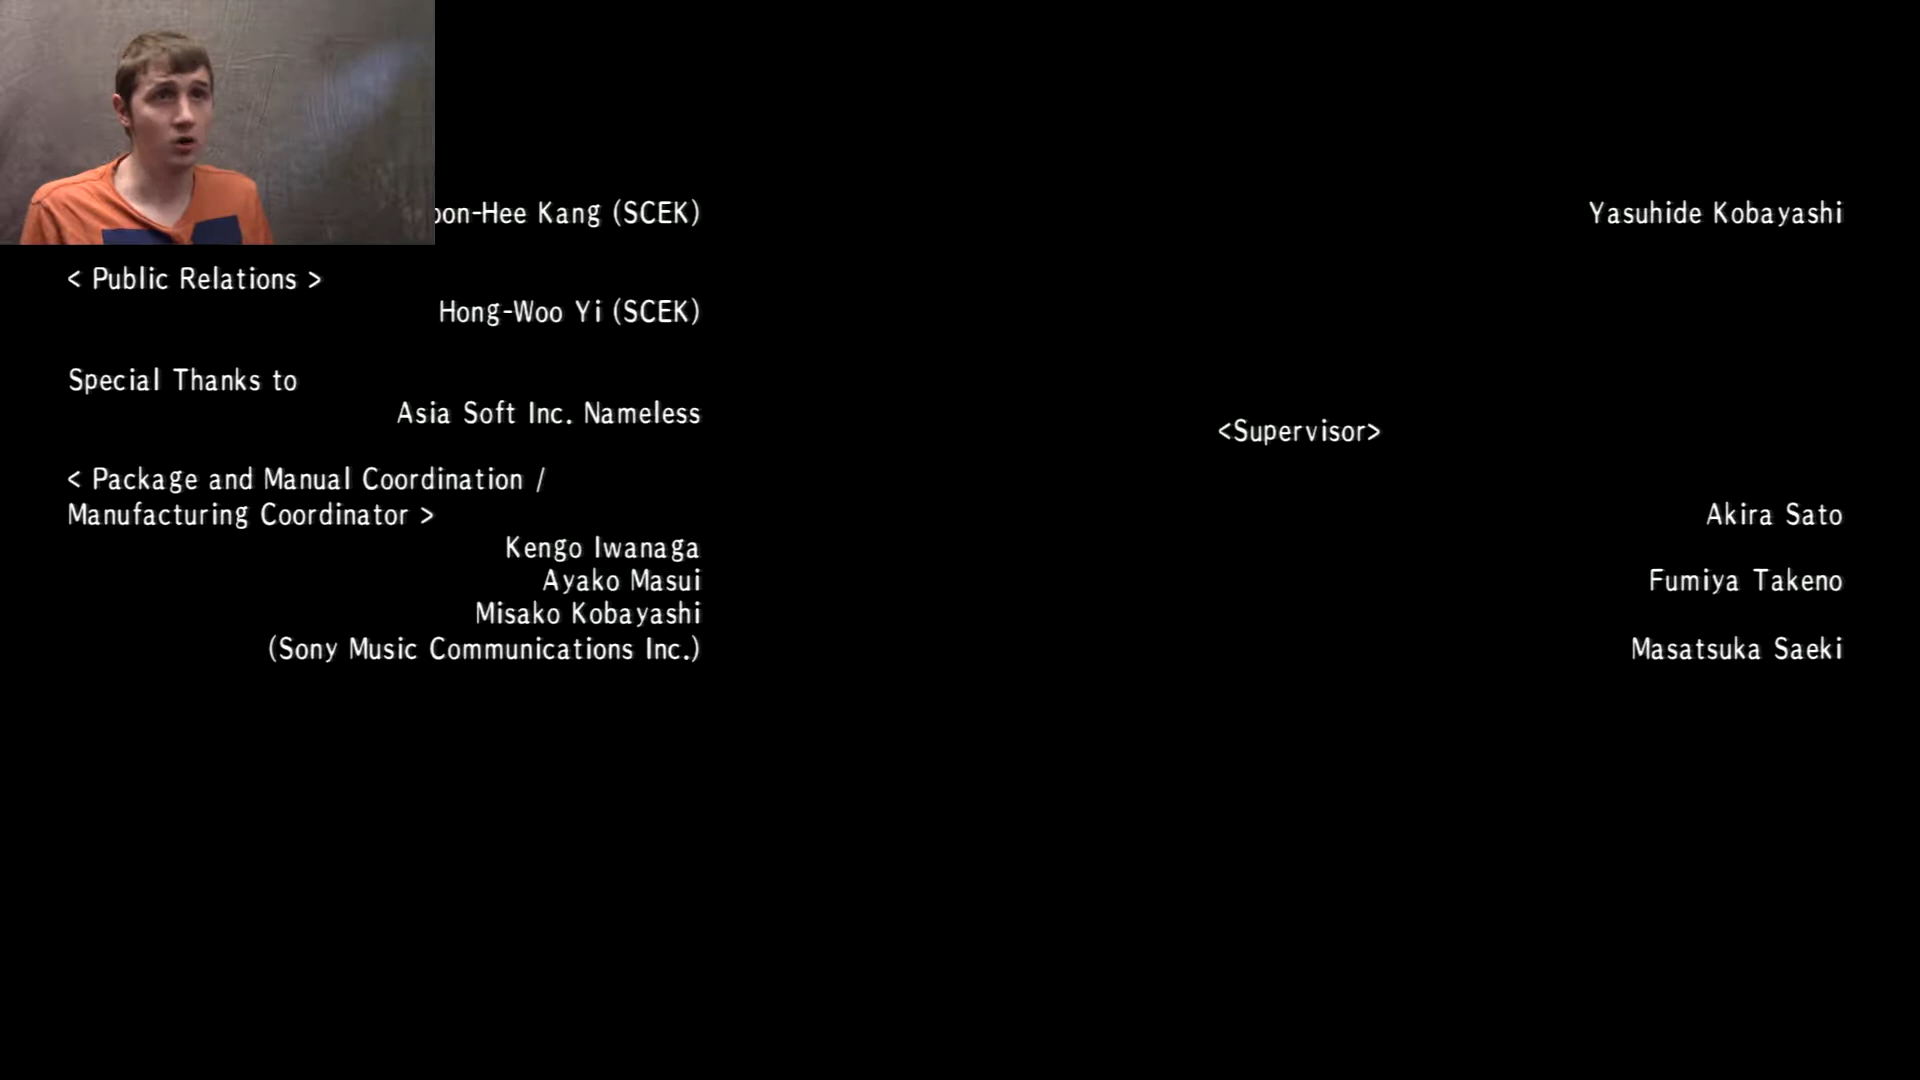 Hee Kang (SCEK)
< Public Relations >
Hong-Woo Yi (SCEK)
Special Thanks to
Asia Soft Inc. Nameless
< Package and Manual Coordination /
Manufacturing Coordinator >
Kengo Iwanaga
Ayako Masui
Misako Kobayashi
(Sony Music Communications Inc.)
Yasuhide Kobayashi
<Supervisor>
Akira Sato
Fumiya Takeno
Masatsuka Saeki